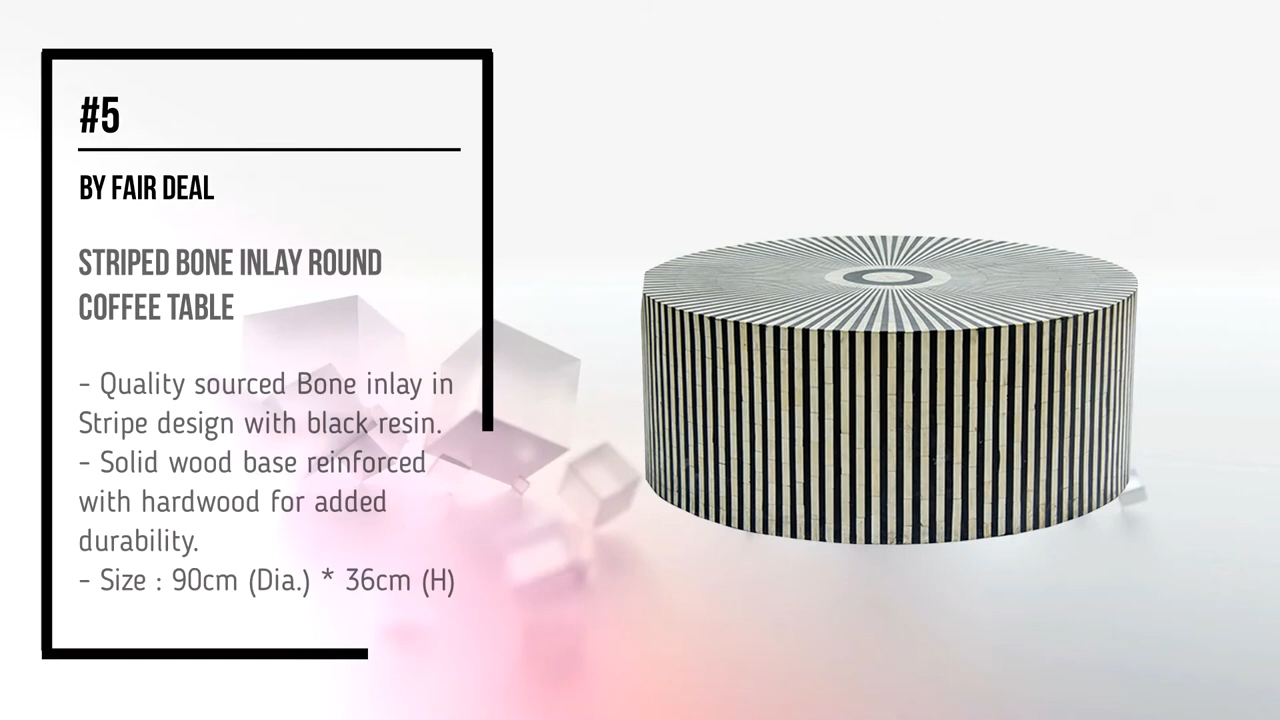 #5
BY FAIR DEAL
STRIPED BONE INLAY ROUND
COFFEE TABLE
- Quality sourced Bone inlay in
Stripe design with black resin.
- Solid wood base reinforced
with hardwood for added
durability.
- Size : 90cm (Dia.) * 36cm (H)